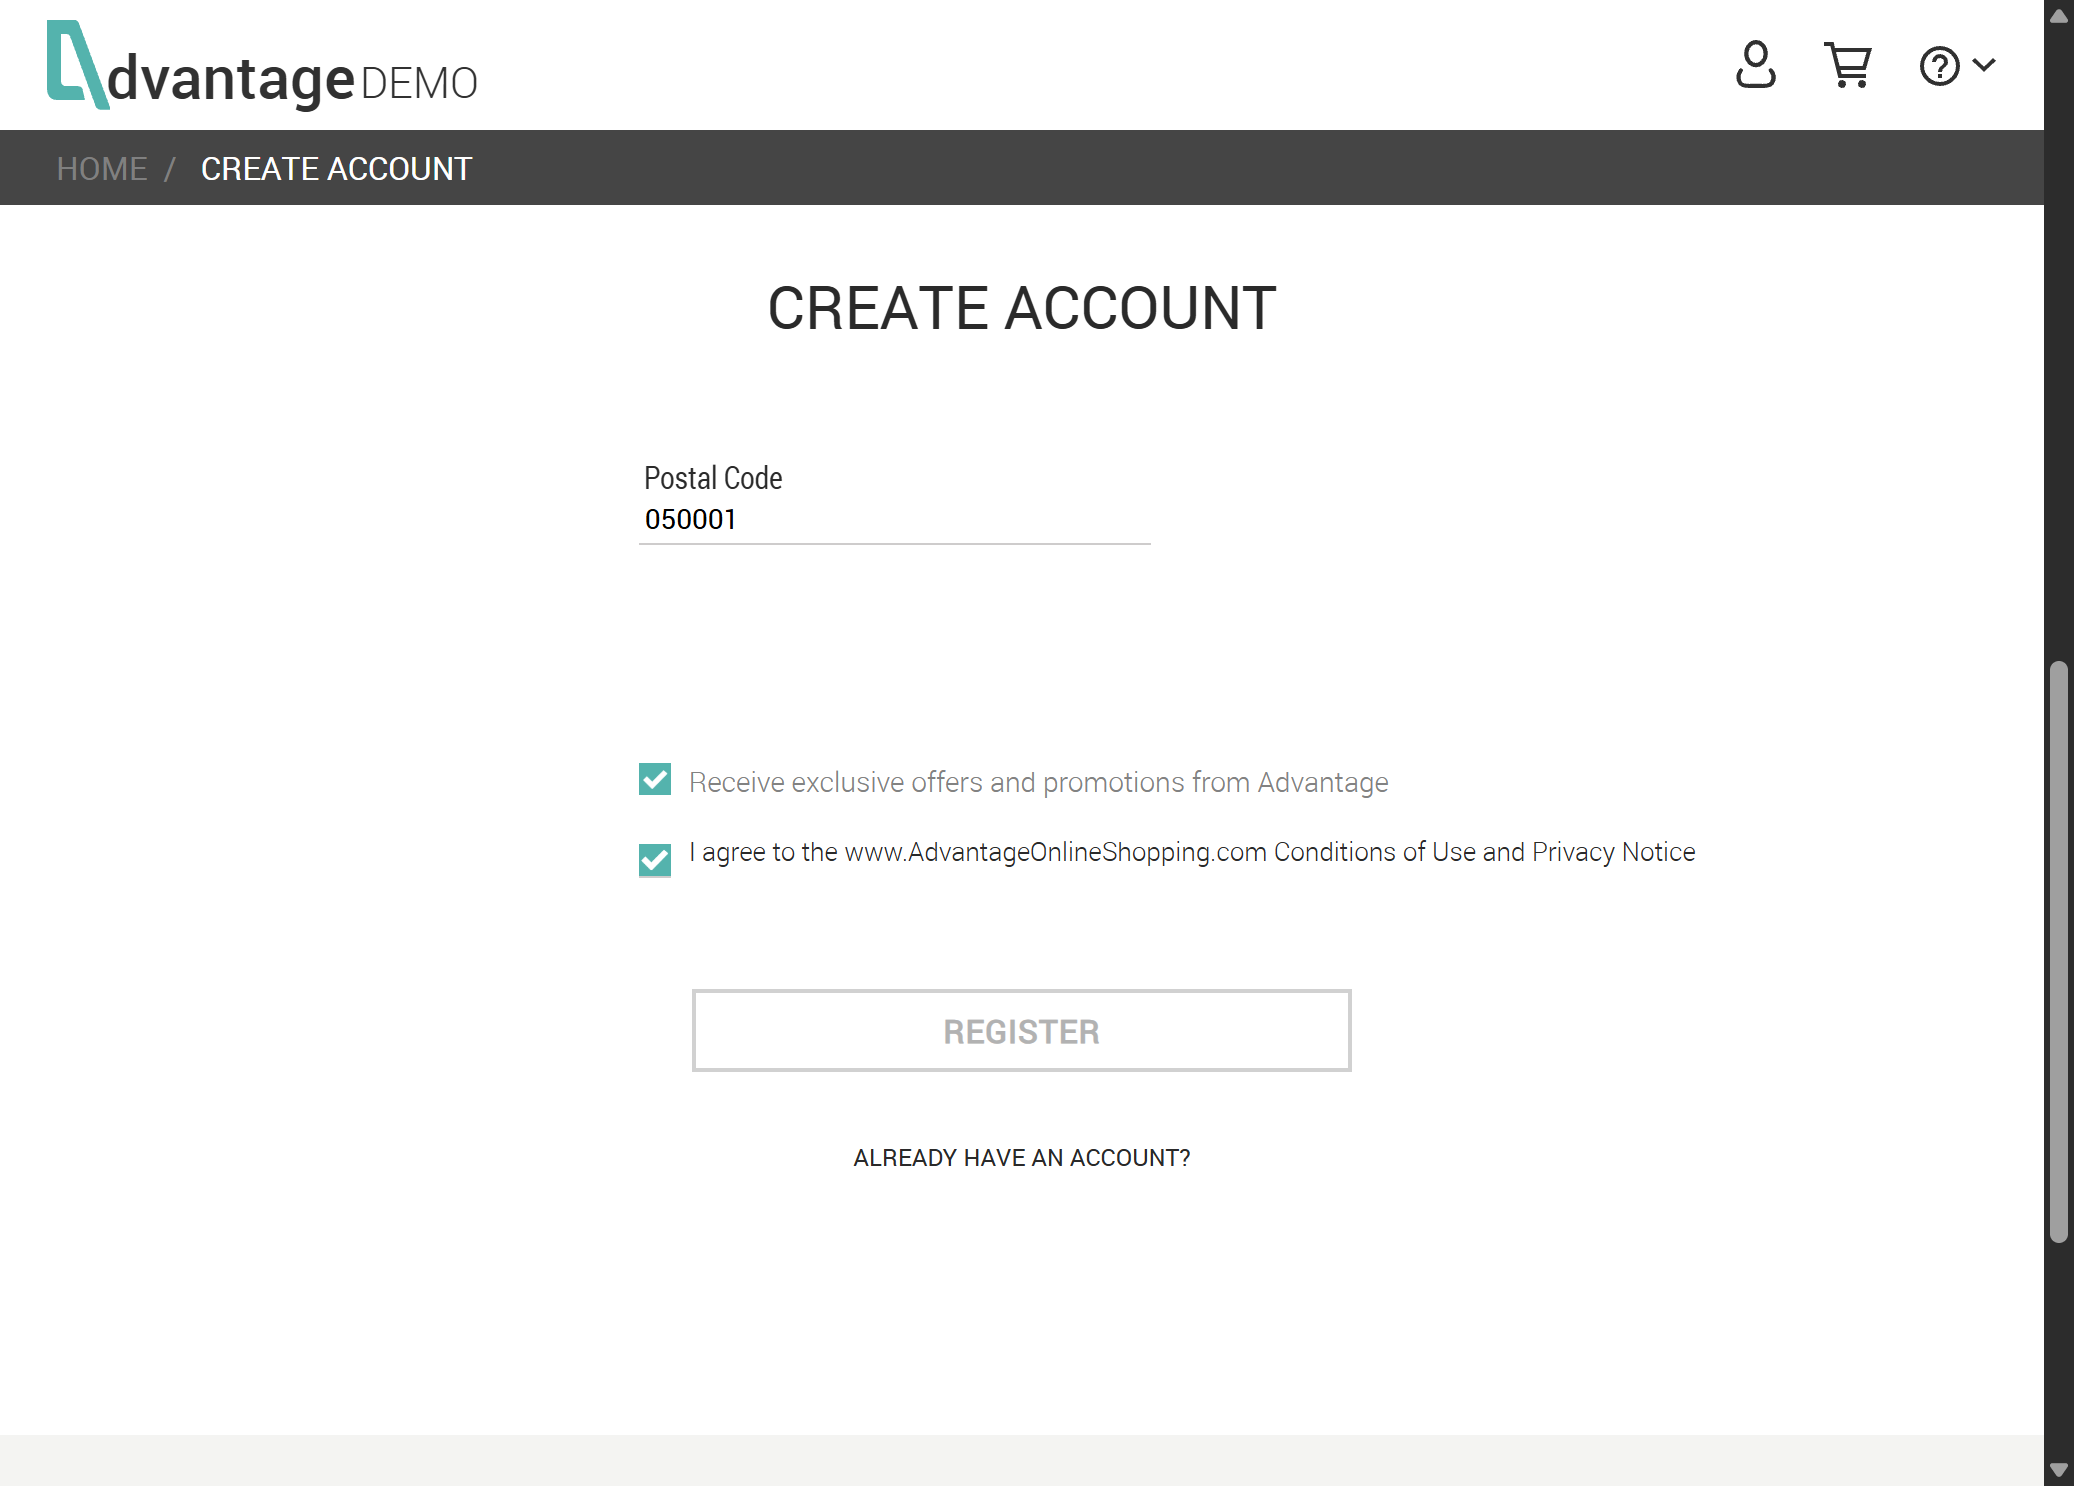 dvantage DEMO
HOME / CREATE ACCOUNT
CREATE ACCOUNT
Postal Code
050001
Receive exclusive offers and promotions from Advantage
I agree to the www.AdvantageOnlineShopping.com Conditions of Use and Privacy Notice
REGISTER
ALREADY HAVE AN ACCOUNT?